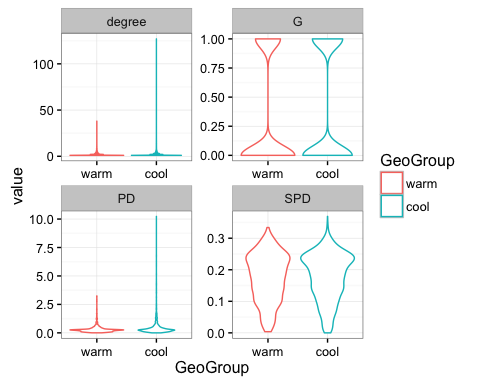 degree
G
100
50
0
1.00
0.75
0.50
0.25
0.00
warm cool
warm cool
value
GeoGroup
warm
cool
PD
SPD
10.0
7.5
5.0
2.5
0.0
0.3
0.2
0.1
0.0
warm cool
warm cool
GeoGroup